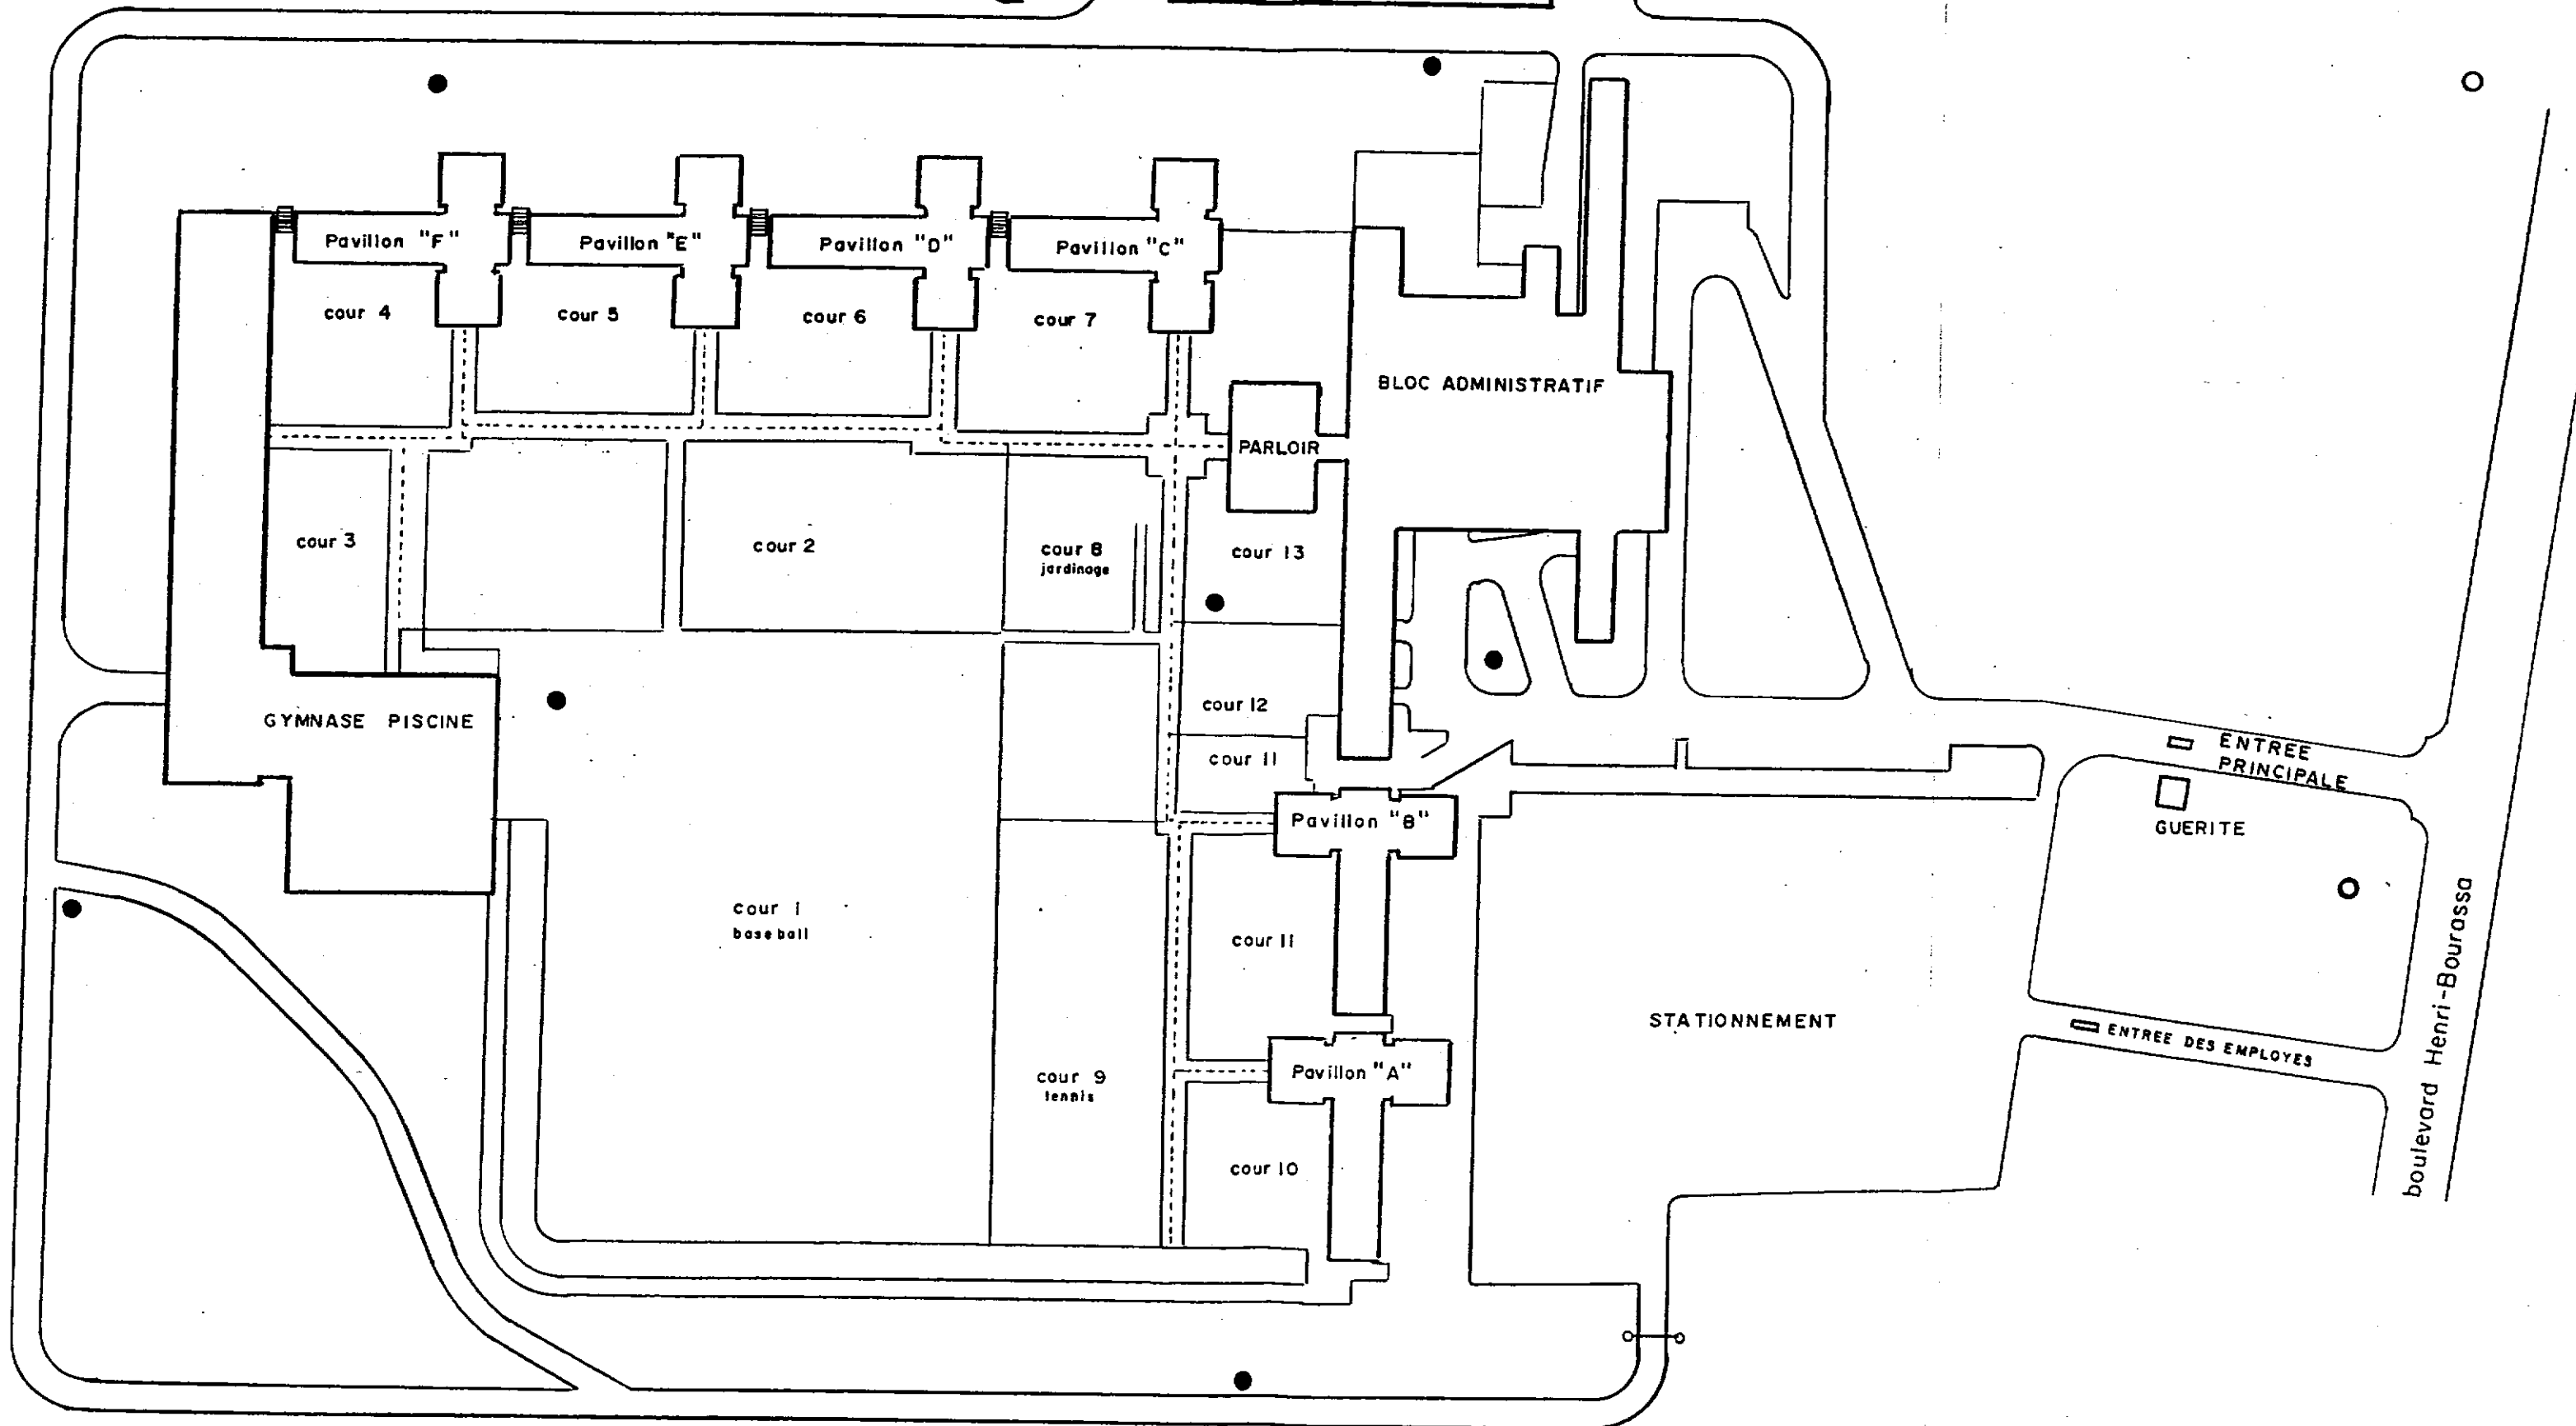 Pavillon "F"
Pavillon "E"
Pavillon "D"
Pavillon "C"
cour 4
cour 5
cour 6
cour 7
BLOC ADMINISTRATIF
PARLOIR
cour 3
cour 2
cour 8
jardinage
cour 13
GYMNASE PISCINE
cour 12
cour 11
ENTREE
PRINCIPALE
GUERITE
Pavillon "B"
cour 1
baseball
cour 11
STATIONNEMENT
boulevard Henri-Bourassa
ENTREE DES EMPLOYES
Pavillon "A"
cour 9
tennis
cour 10